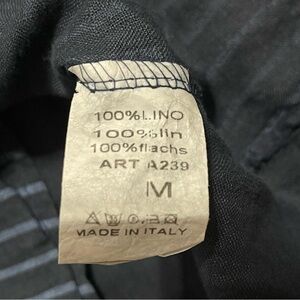 100%LINO
100%lin
100%flachs
ART A239
M
MADE IN ITALY